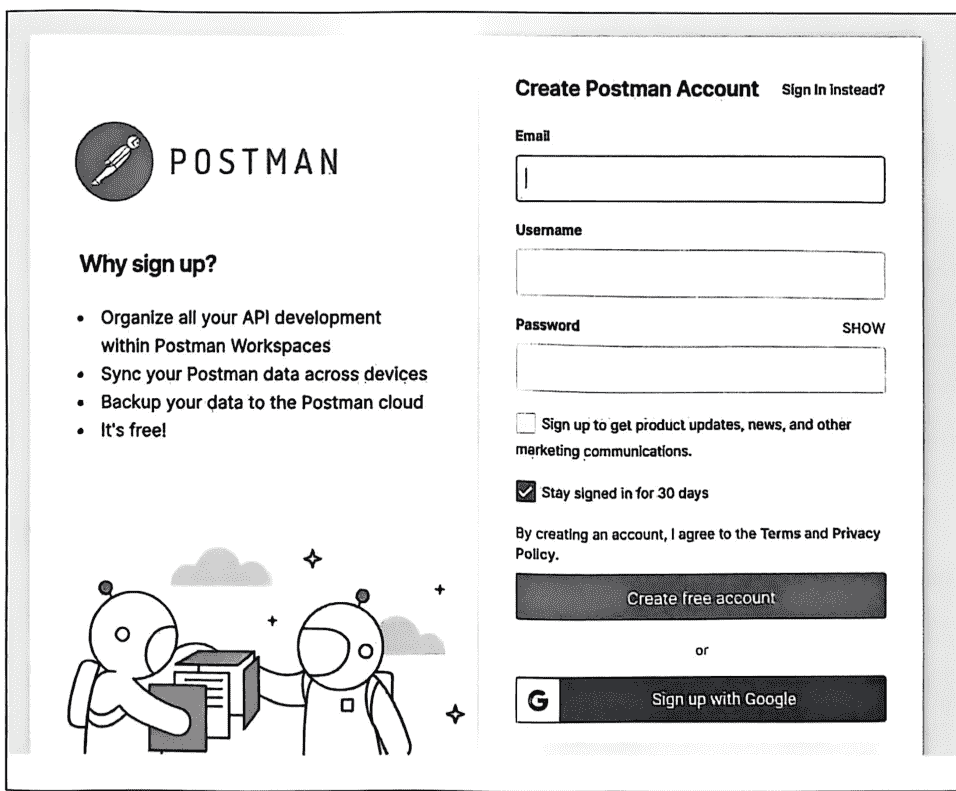 POSTMAN
Why sign up?
• Organize all your API development
within Postman Workspaces
• Sync your Postman data across devices
• Backup your data to the Postman cloud
• It's free!
Create Postman Account Sign In instead?
Email
Username
Password SHOW
Sign up to get product updates, news, and other
marketing communications.
Stay signed in for 30 days
By creating an account, I agree to the Terms and Privacy
Policy.
Create free account
or
G Sign up with Google